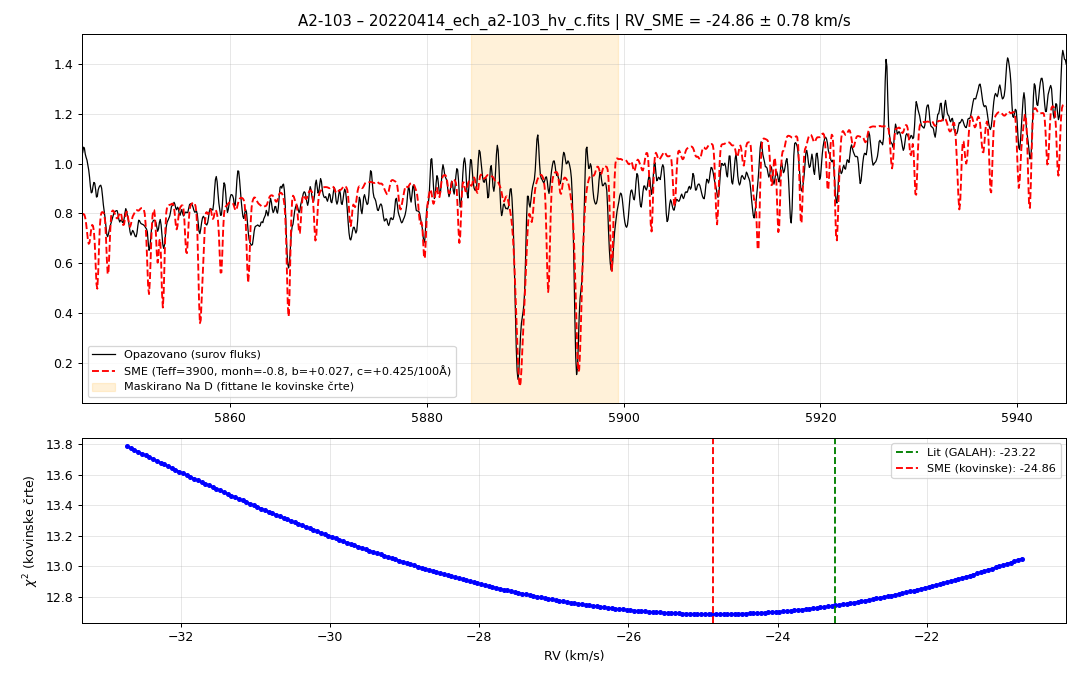 A2-103 – 20220414_ech_a2-103_hv_c.fits | RV_SME = -24.86 ± 0.78 km/s
1.4
1.2
1.0
0.8
0.6
0.4
0.2
Opazovano (surov fluks)
SME (Teff=3900, monh=-0.8, b=+0.027, c=+0.425/100Å)
Maskirano Na D (fittane le kovinske črte)
5860 5880 5900 5920 5940
χ² (kovinske črte)
13.8
13.6
13.4
13.2
13.0
12.8
Lit (GALAH): -23.22
SME (kovinske): -24.86
−32 −30 −28 −26 −24 −22
RV (km/s)